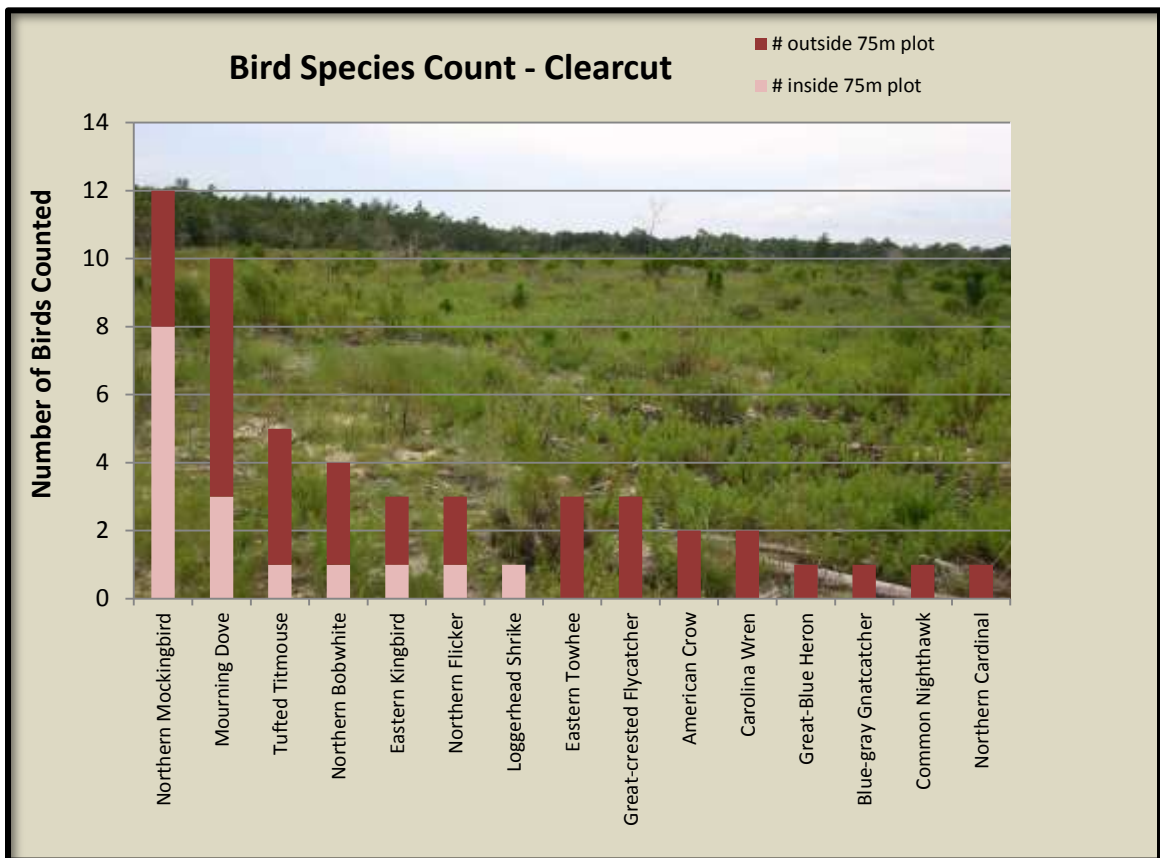 Bird Species Count - Clearcut
# outside 75m plot
# inside 75m plot
Number of Birds Counted
14
12
10
8
6
4
2
0
Northern Mockingbird
Mourning Dove
Tufted Titmouse
Northern Bobwhite
Eastern Kingbird
Northern Flicker
Loggerhead Shrike
Eastern Towhee
Great-crested Flycatcher
American Crow
Carolina Wren
Great-Blue Heron
Blue-gray Gnatcatcher
Common Nighthawk
Northern Cardinal